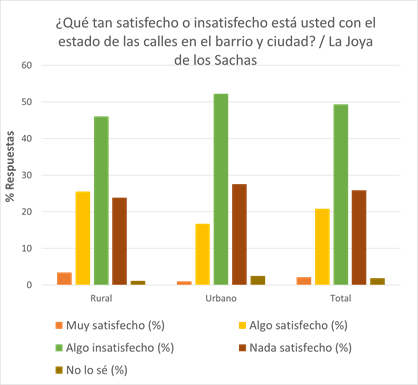 ¿Qué tan satisfecho o insatisfecho está usted con el
estado de las calles en el barrio y ciudad? / La Joya
de los Sachas
% Respuestas
60
50
40
30
20
10
0
Rural
Urbano
Total
Muy satisfecho (%)
Algo satisfecho (%)
Algo insatisfecho (%)
Nada satisfecho (%)
No lo sé (%)